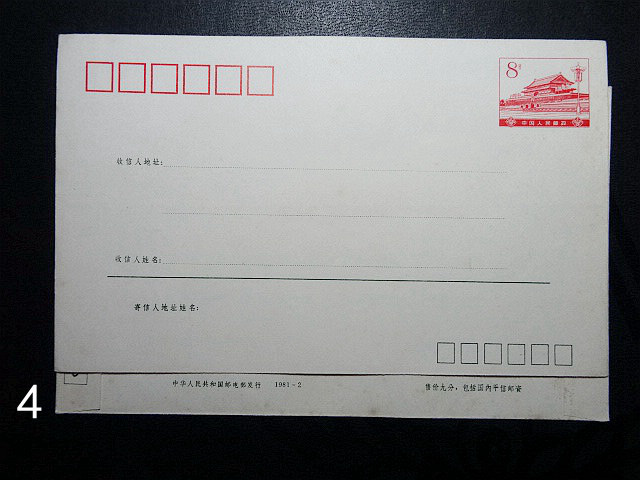 8分
中国人民邮政
收信人地址:
收信人姓名:
寄信人地址姓名:
中华人民共和国邮电部发行 1981-2
售价九分,包括国内平信邮资
4